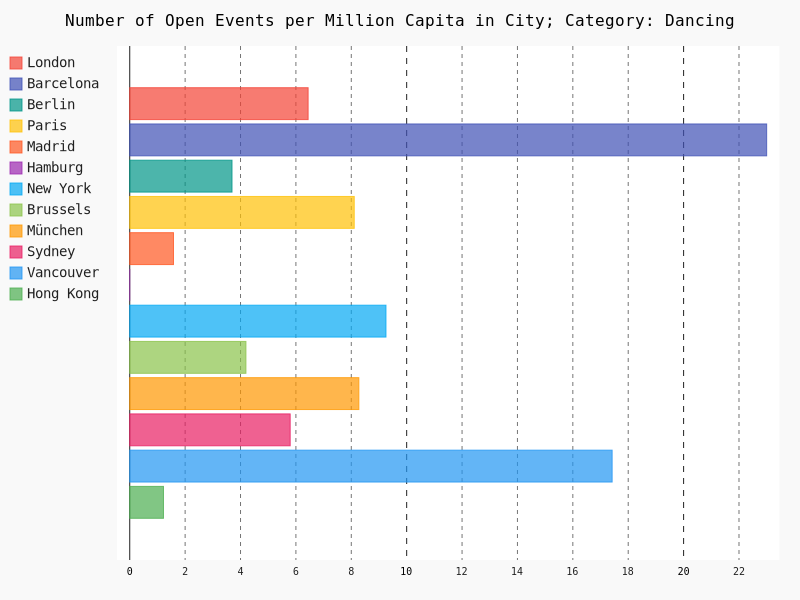 Number of Open Events per Million Capita in City; Category: Dancing
London
Barcelona
Berlin
Paris
Madrid
Hamburg
New York
Brussels
München
Sydney
Vancouver
Hong Kong
0 2 4 6 8 10 12 14 16 18 20 22